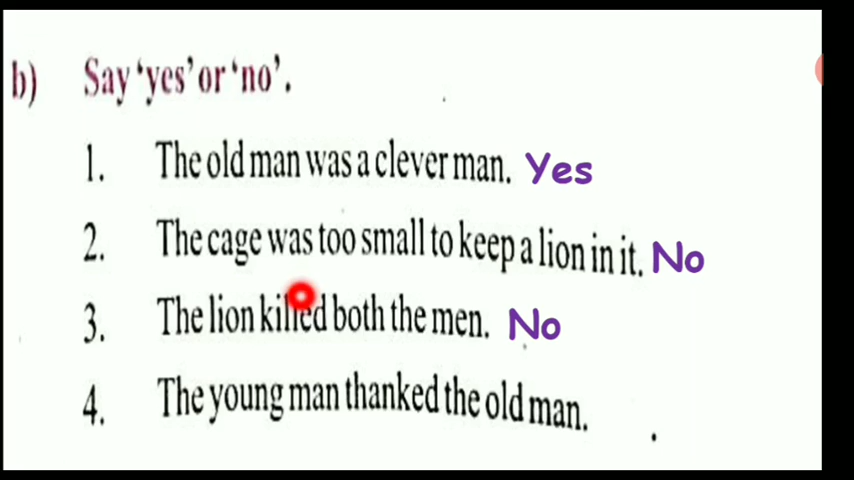 b) Say 'yes' or 'no'.
1. The old man was a clever man. Yes
2. The cage was too small to keep a lion in it. No
3. The lion killed both the men. No
4. The young man thanked the old man.